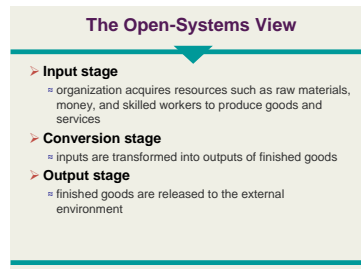 The Open-Systems View
➢ Input stage
≈ organization acquires resources such as raw materials,
money, and skilled workers to produce goods and
services
➢ Conversion stage
≈ inputs are transformed into outputs of finished goods
➢ Output stage
≈ finished goods are released to the external
environment